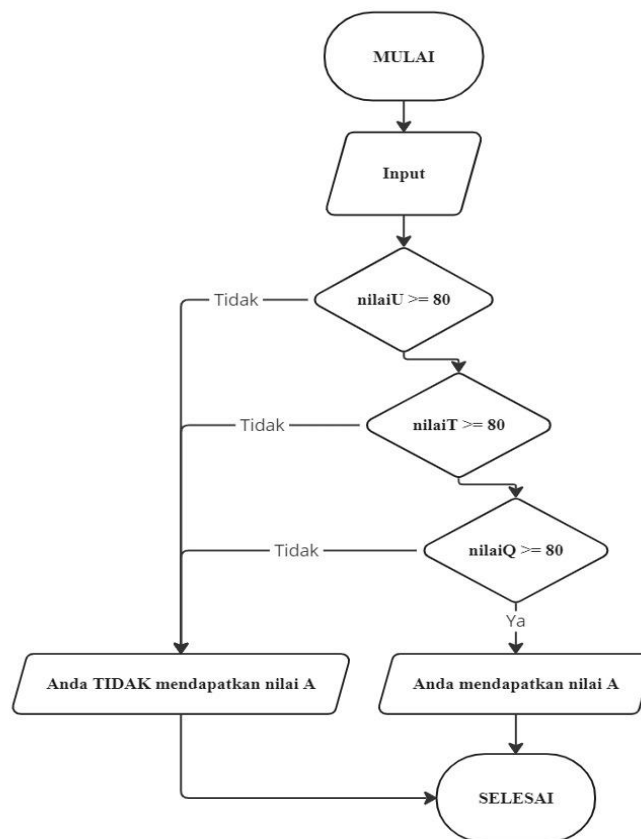 MULAI
Input
nilaiU >= 80
Tidak
nilaiT >= 80
Tidak
nilaiQ >= 80
Tidak
Ya
Anda TIDAK mendapatkan nilai A
Anda mendapatkan nilai A
SELESAI